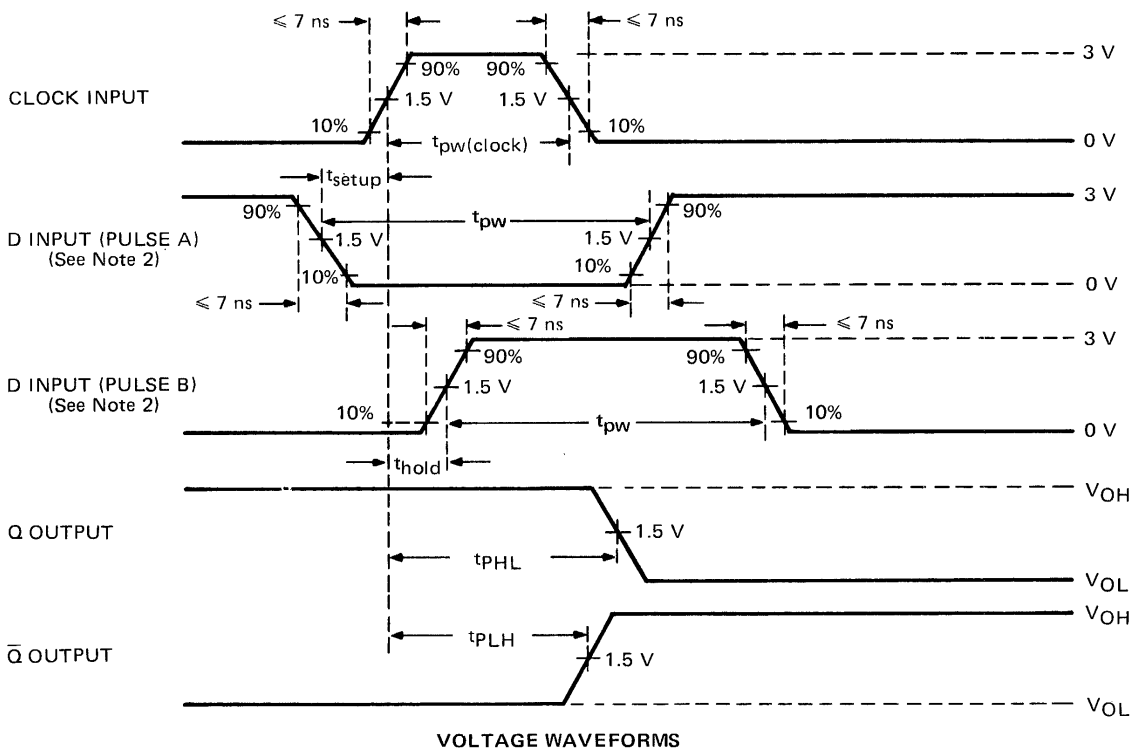 ≤ 7 ns ≤ 7 ns
3 V
90% 90%
CLOCK INPUT 1.5 V 1.5 V
10% 10%
tpw(clock) 0 V
tsetup
3 V
90% tpw 90%
D INPUT (PULSE A) 1.5 V 1.5 V
(See Note 2) 10% 10%
0 V
≤ 7 ns ≤ 7 ns
≤ 7 ns ≤ 7 ns
3 V
90% 90%
D INPUT (PULSE B) 1.5 V 1.5 V
(See Note 2)
10% 10%
tpw 0 V
thold
VOH
Q OUTPUT 1.5 V
tPHL
VOL
VOH
tPLH
Q̅ OUTPUT 1.5 V
VOL
VOLTAGE WAVEFORMS